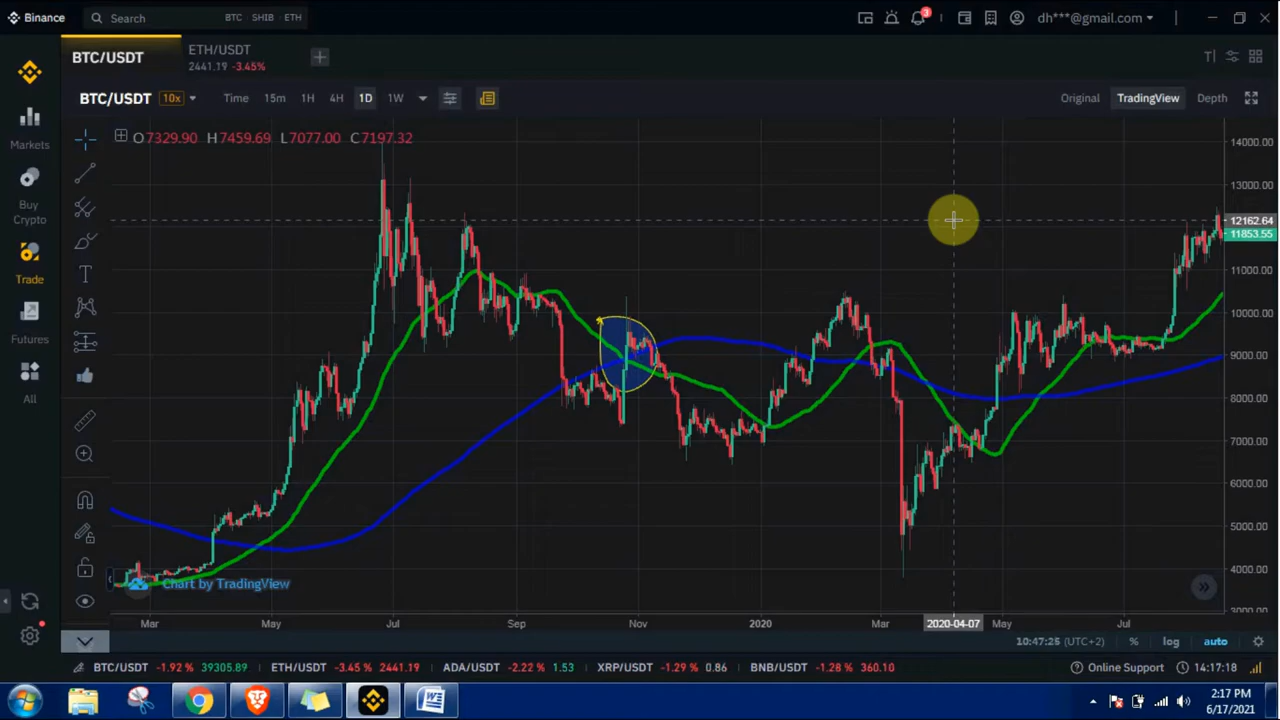 Binance
Search BTC SHIB ETH
3
dh***@gmail.com
BTC/USDT
ETH/USDT
2441.19 -3.45%
T|
BTC/USDT 10x Time 15m 1H 4H 1D 1W Original TradingView Depth
O7329.90 H7459.69 L7077.00 C7197.32
Markets
Buy
Crypto
Trade
Futures
All
T
14000.00
13000.00
12162.64
11853.55
11000.00
10000.00
9000.00
8000.00
7000.00
6000.00
5000.00
4000.00
3000.00
Chart by TradingView
Mar May Jul Sep Nov 2020 Mar 2020-04-07 May Jul
10:47:25 (UTC+2) % log auto
BTC/USDT -1.92% 39305.89 ETH/USDT -3.45% 2441.19 ADA/USDT -2.22% 1.53 XRP/USDT -1.29% 0.86 BNB/USDT -1.28% 360.10 Online Support 14:17:18
2:17 PM
6/17/2021